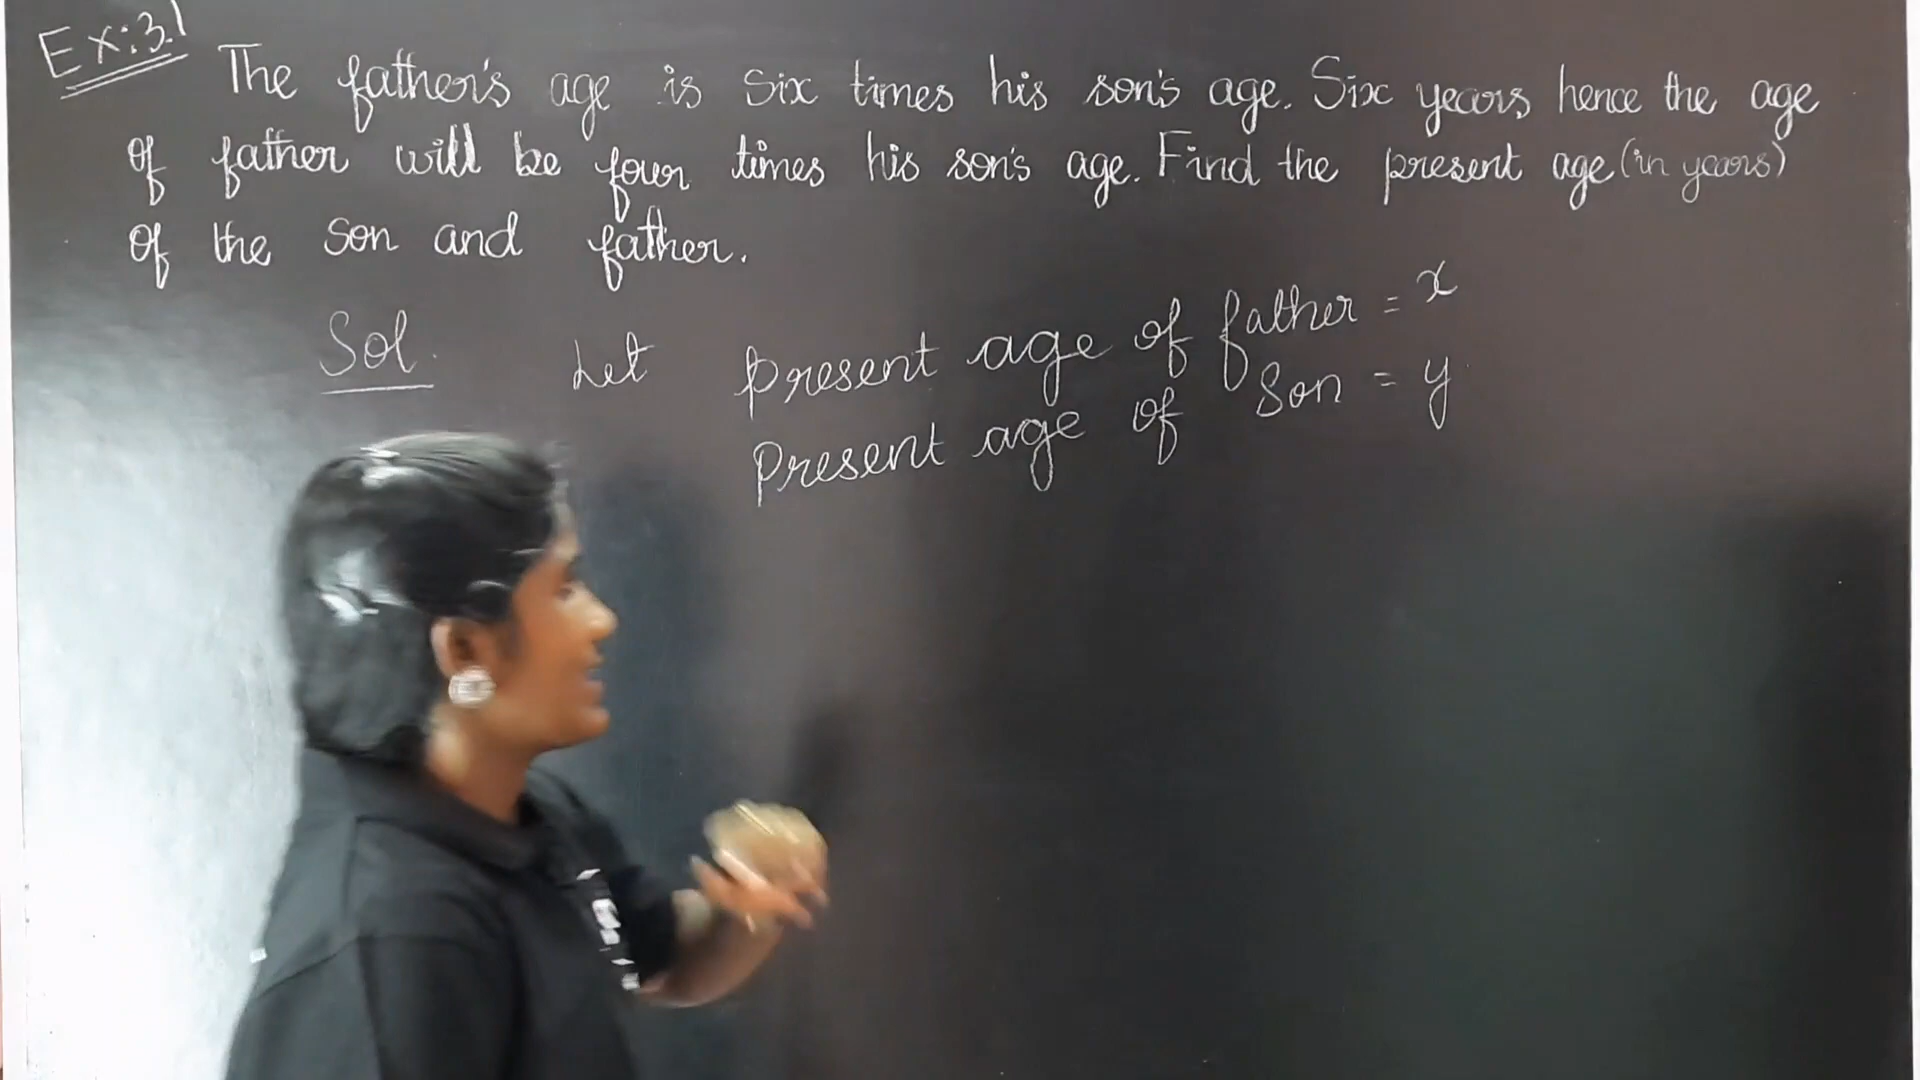 Ex:3.1
The father's age is six times his son's age. Six years hence the age
of father will be four times his son's age. Find the present age (in years)
of the son and father.
Sol. Let present age of father = x
Present age of son = y